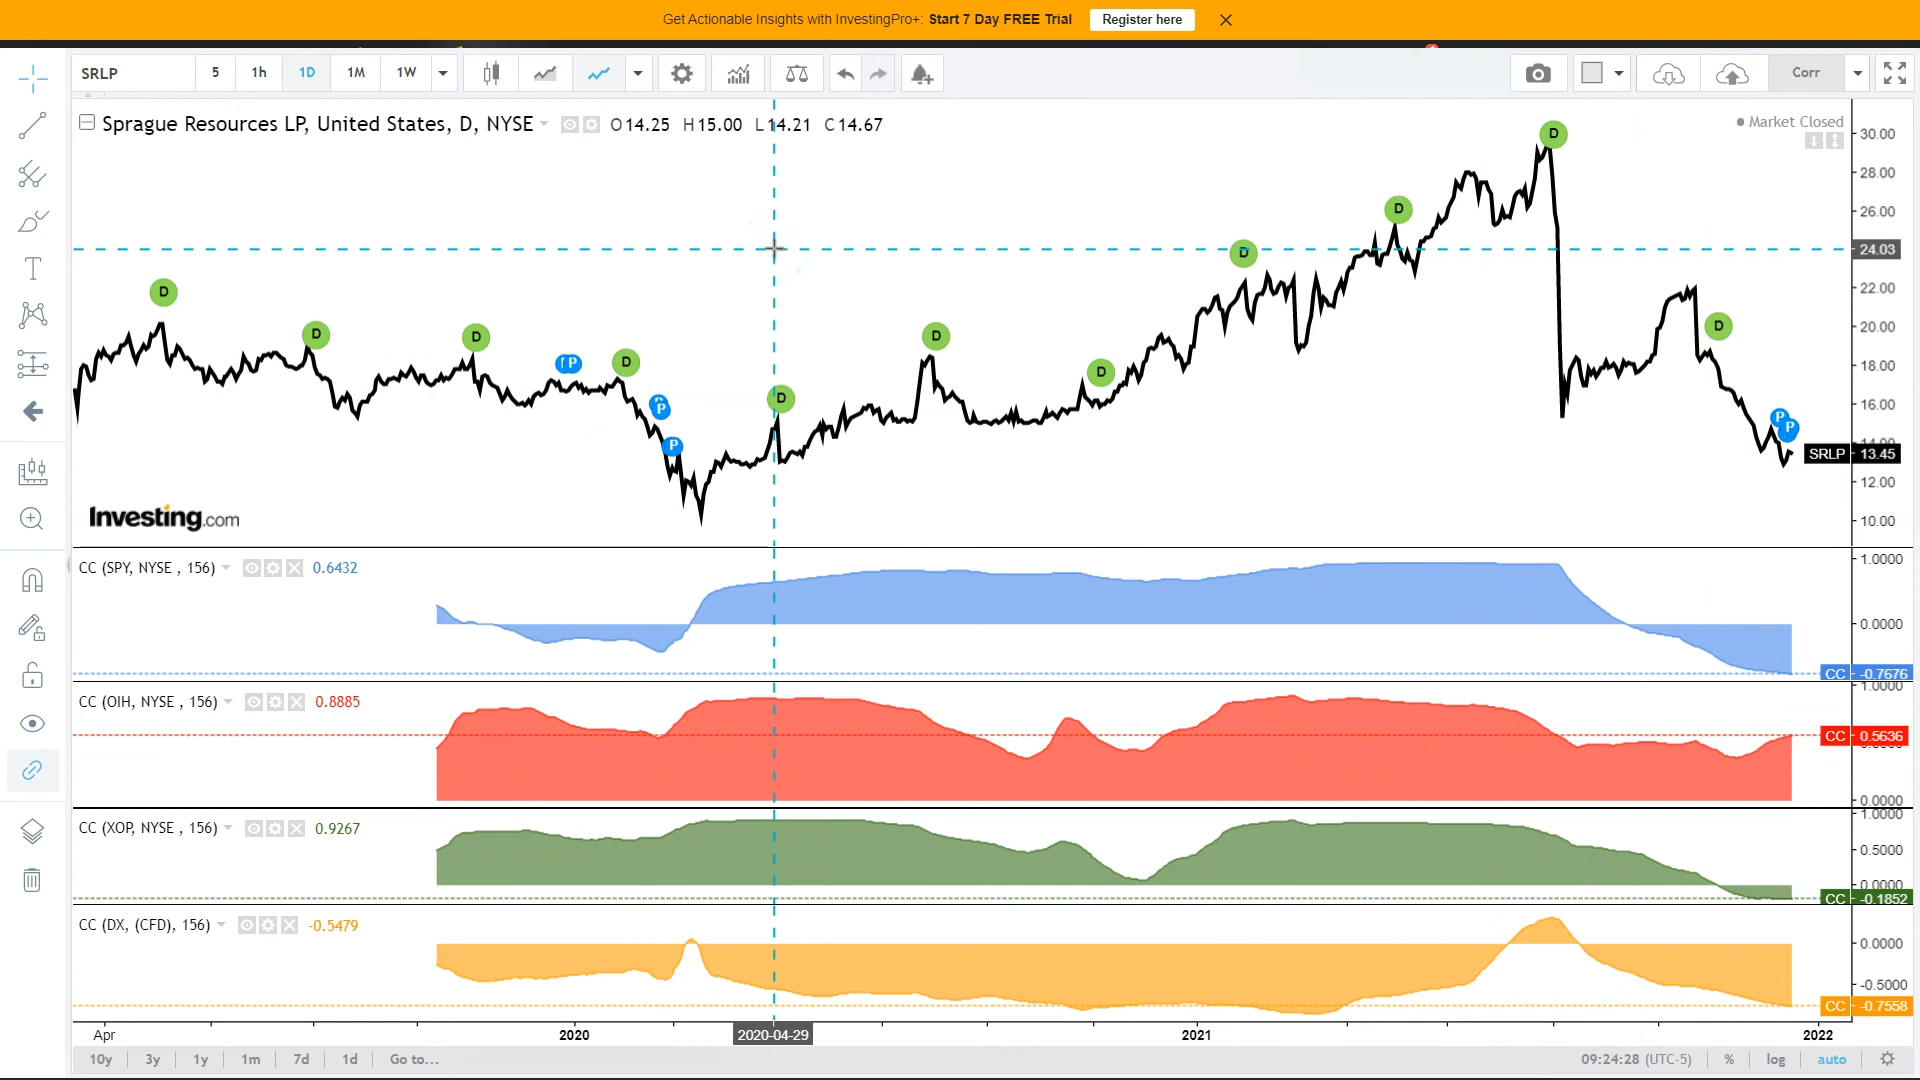 Get Actionable Insights with InvestingPro+: Start 7 Day FREE Trial Register here
SRLP 5 1h 1D 1M 1W Corr
Sprague Resources LP, United States, D, NYSE O 14.25 H 15.00 L 14.21 C 14.67
Market Closed
30.00
28.00
26.00
24.03
22.00
20.00
18.00
16.00
14.00
SRLP 13.45
12.00
10.00
D
D
D
P
D
P
P
D
D
D
D
D
D
D
P
P
Investing.com
CC (SPY, NYSE , 156) 0.6432
1.0000
0.0000
CC -0.7676
CC (OIH, NYSE , 156) 0.8885
1.0000
CC 0.5636
0.0000
CC (XOP, NYSE , 156) 0.9267
1.0000
0.5000
0.0000
CC -0.1852
CC (DX, (CFD), 156) -0.5479
0.0000
-0.5000
CC -0.7558
Apr 2020 2020-04-29 2021 2022
10y 3y 1y 1m 7d 1d Go to... 09:24:28 (UTC-5) % log auto